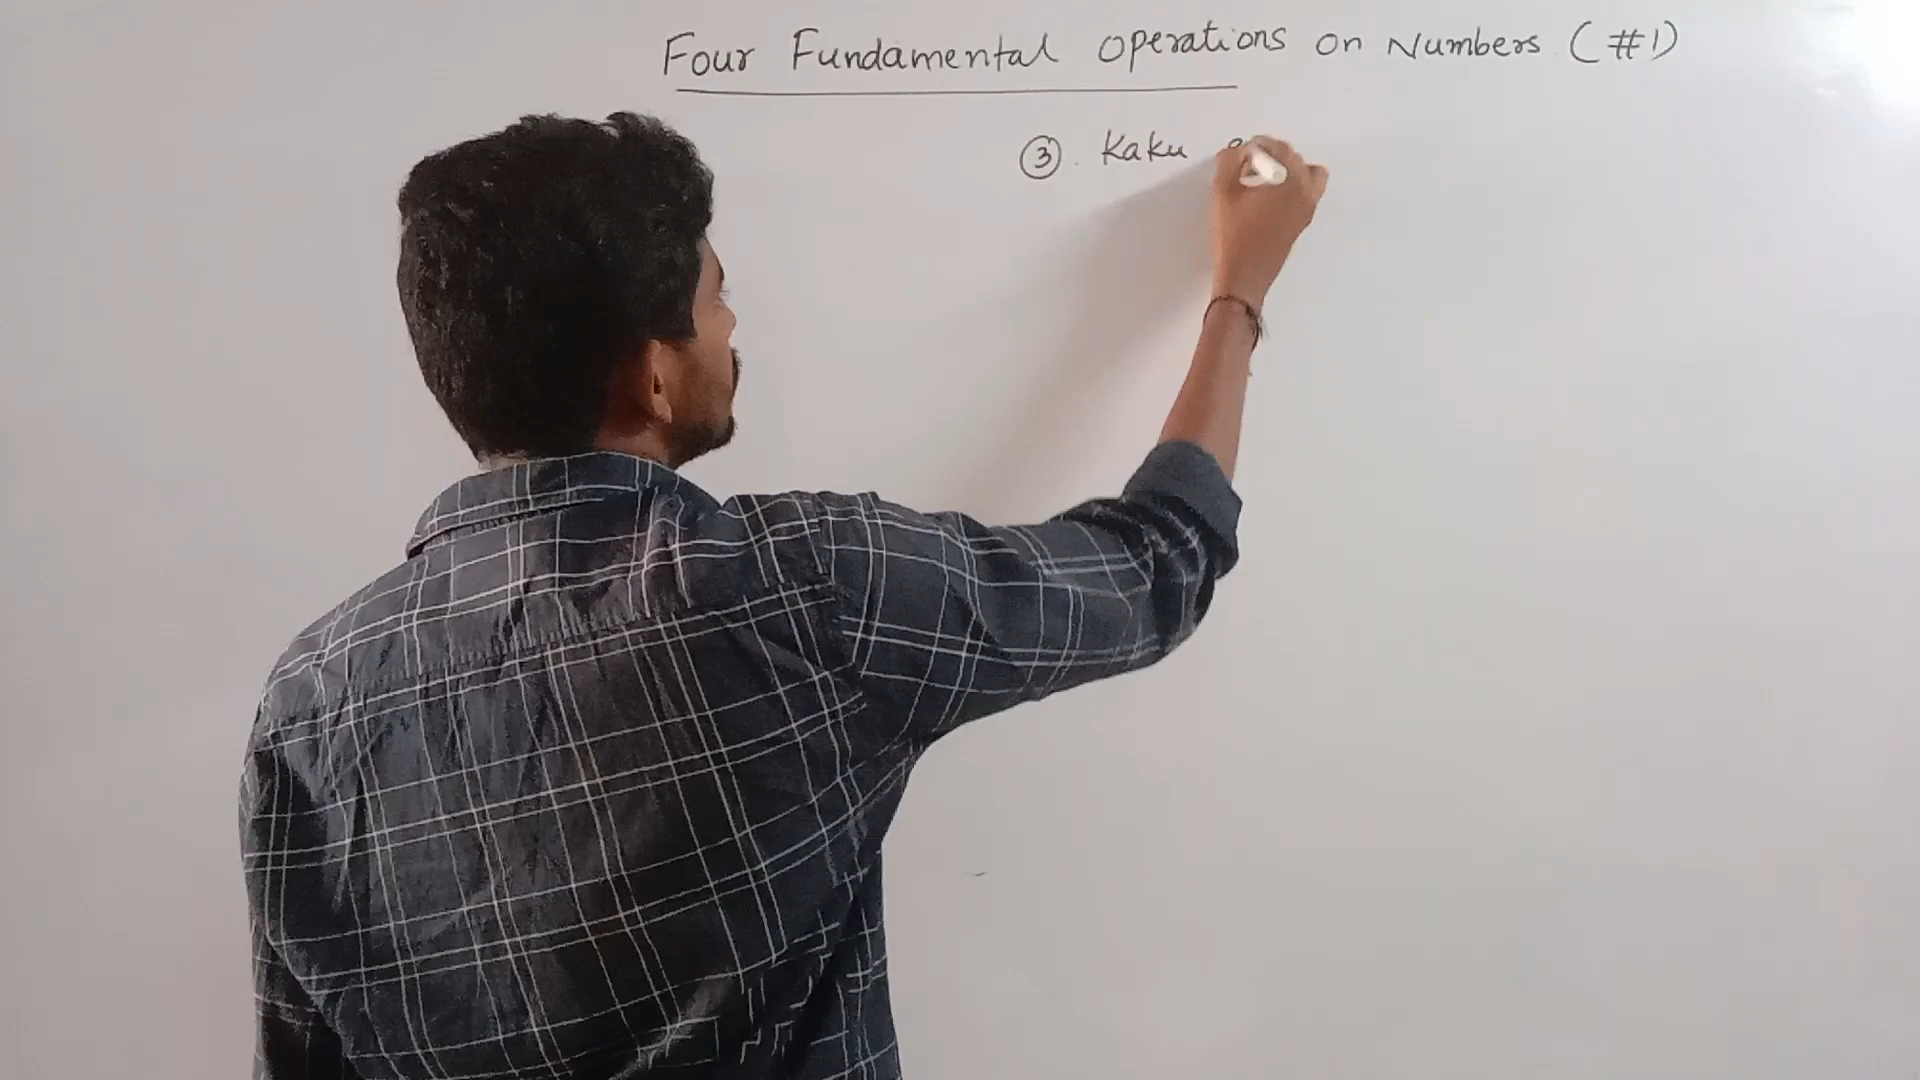 Four Fundamental Operations on Numbers (#1)
③. Kaku